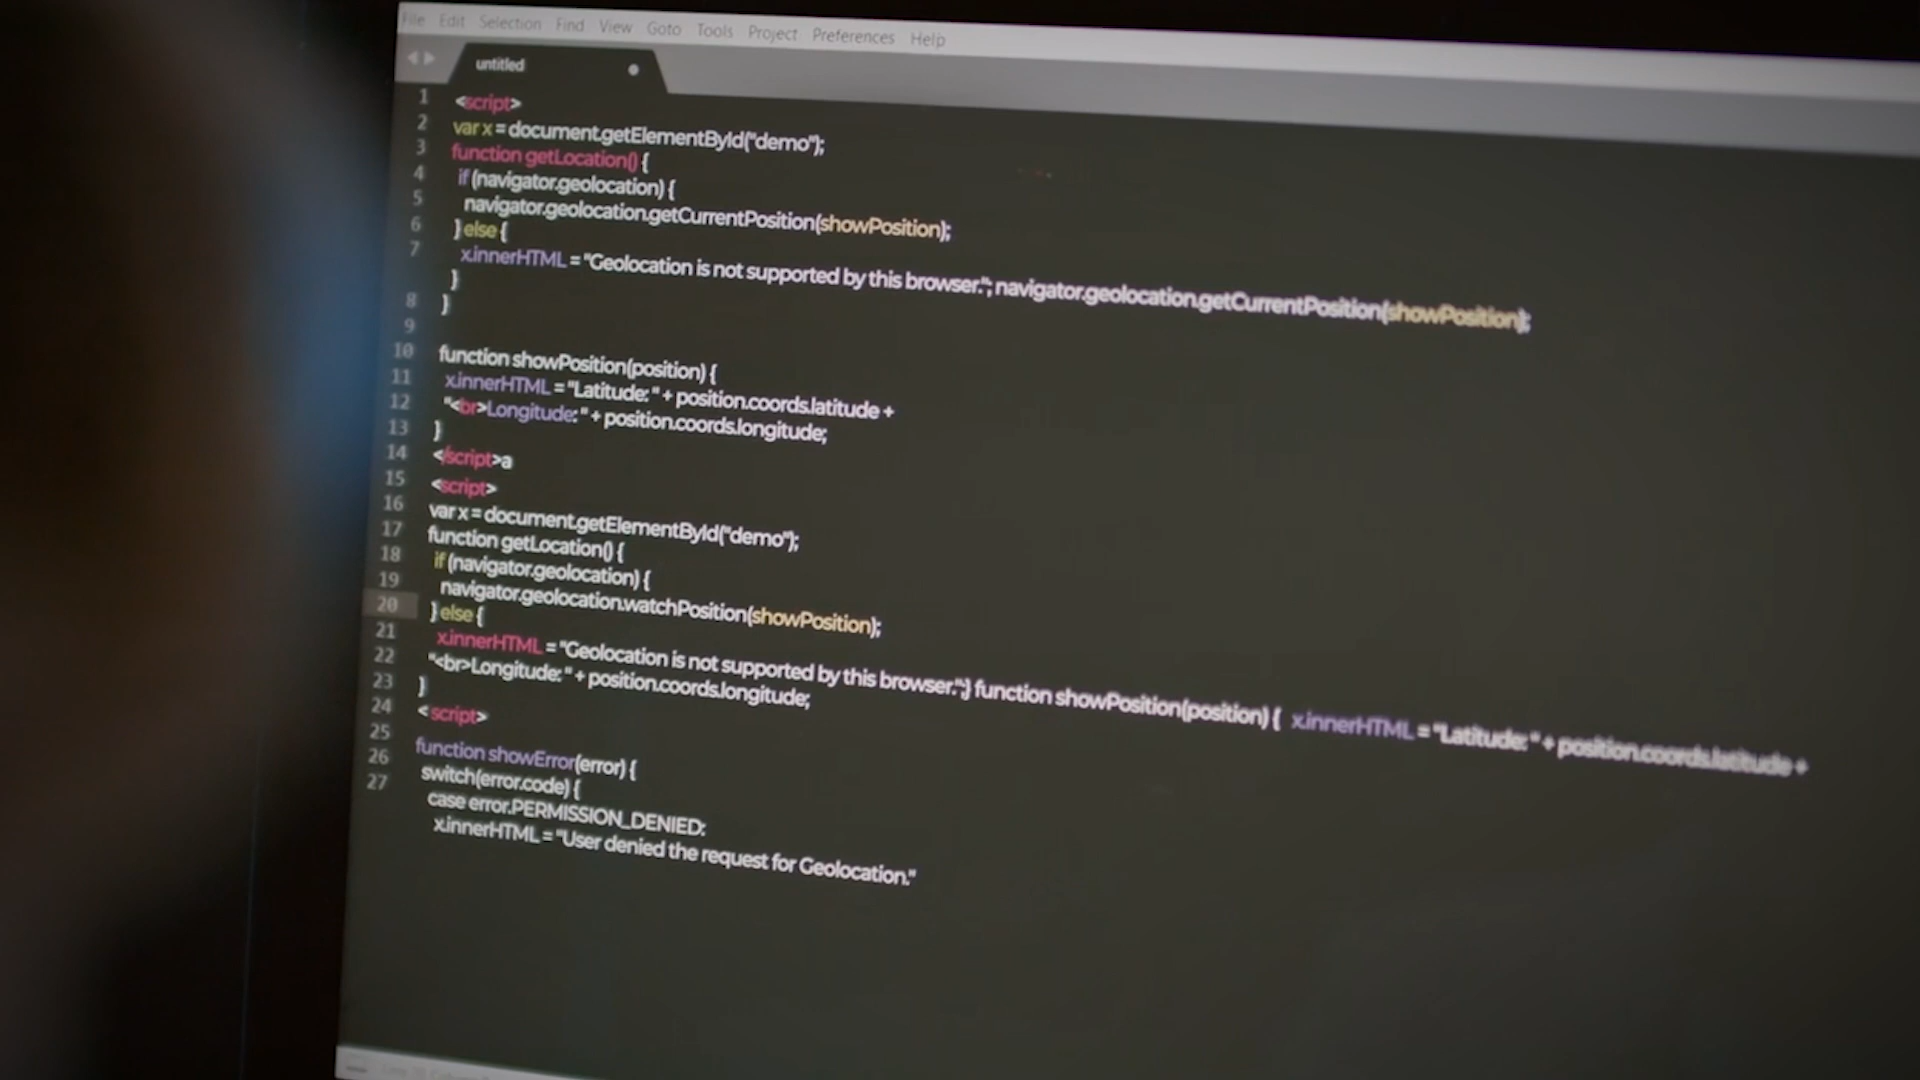 File Edit Selection Find View Goto Tools Project Preferences Help
untitled
1 <script>
2 var x = document.getElementById("demo");
3 function getLocation() {
4 if (navigator.geolocation) {
5 navigator.geolocation.getCurrentPosition(showPosition);
6 } else {
7 x.innerHTML = "Geolocation is not supported by this browser."; navigator.geolocation.getCurrentPosition(showPosition);
}
8 }
9
10 function showPosition(position) {
11 x.innerHTML = "Latitude: " + position.coords.latitude +
12 "<br>Longitude: " + position.coords.longitude;
13 }
14 </script>a
15 <script>
16 var x = document.getElementById("demo");
17 function getLocation() {
18 if (navigator.geolocation) {
19 navigator.geolocation.watchPosition(showPosition);
20 } else {
21 x.innerHTML = "Geolocation is not supported by this browser.";} function showPosition(position) { x.innerHTML = "Latitude: " + position.coords.latitude +
22 "<br>Longitude: " + position.coords.longitude;
23 }
24 < script>
25 function showError(error) {
26 switch(error.code) {
27 case error.PERMISSION_DENIED:
x.innerHTML = "User denied the request for Geolocation."